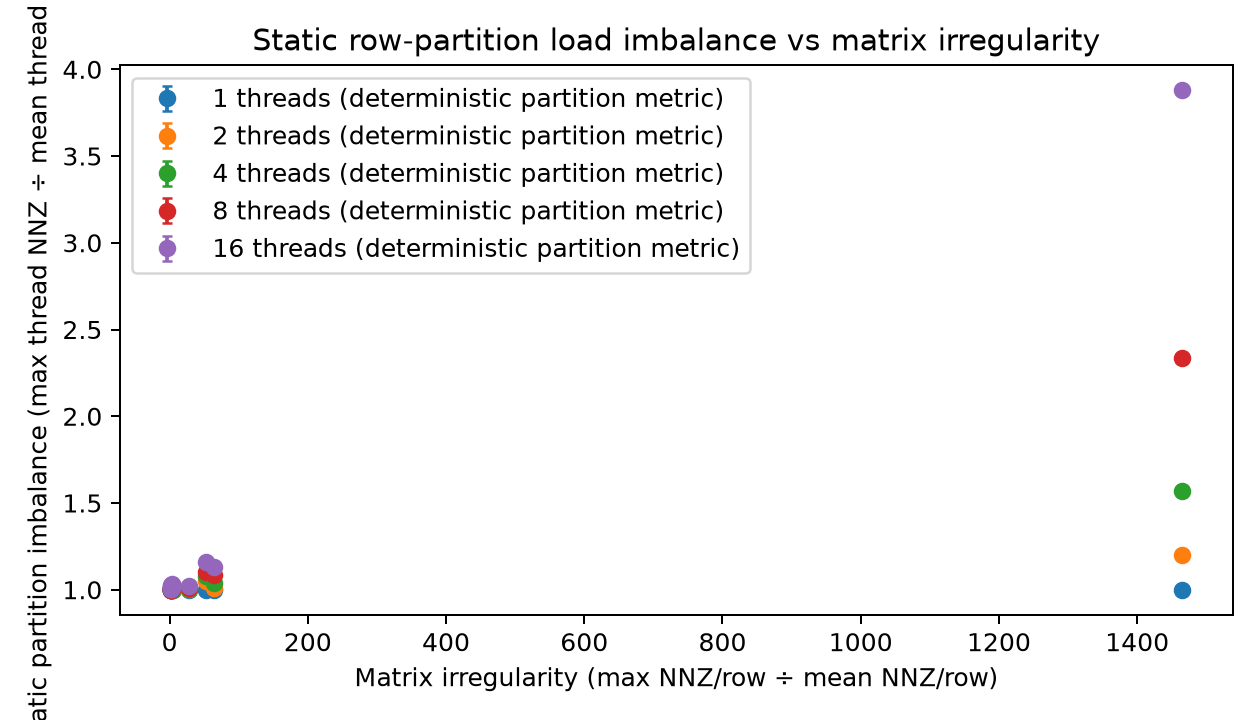 Static row-partition load imbalance vs matrix irregularity
atic partition imbalance (max thread NNZ ÷ mean thread
4.0
3.5
3.0
2.5
2.0
1.5
1.0
1 threads (deterministic partition metric)
2 threads (deterministic partition metric)
4 threads (deterministic partition metric)
8 threads (deterministic partition metric)
16 threads (deterministic partition metric)
0 200 400 600 800 1000 1200 1400
Matrix irregularity (max NNZ/row ÷ mean NNZ/row)